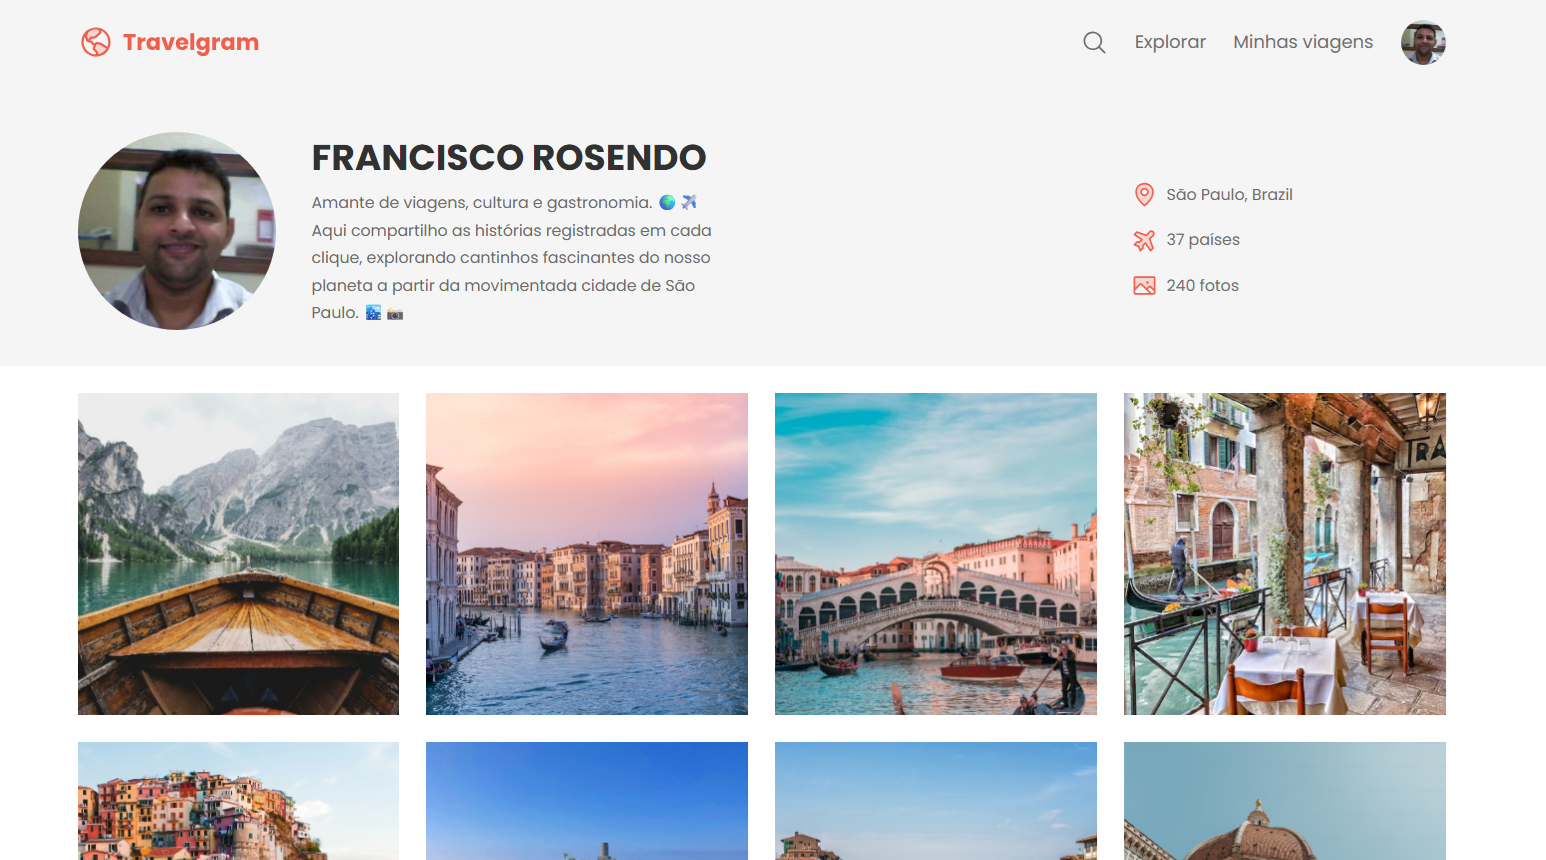 Travelgram
Explorar
Minhas viagens
FRANCISCO ROSENDO
Amante de viagens, cultura e gastronomia. 🌍 ✈️
Aqui compartilho as histórias registradas em cada
clique, explorando cantinhos fascinantes do nosso
planeta a partir da movimentada cidade de São
Paulo. 🌃 📸
São Paulo, Brazil
37 países
240 fotos
TRA